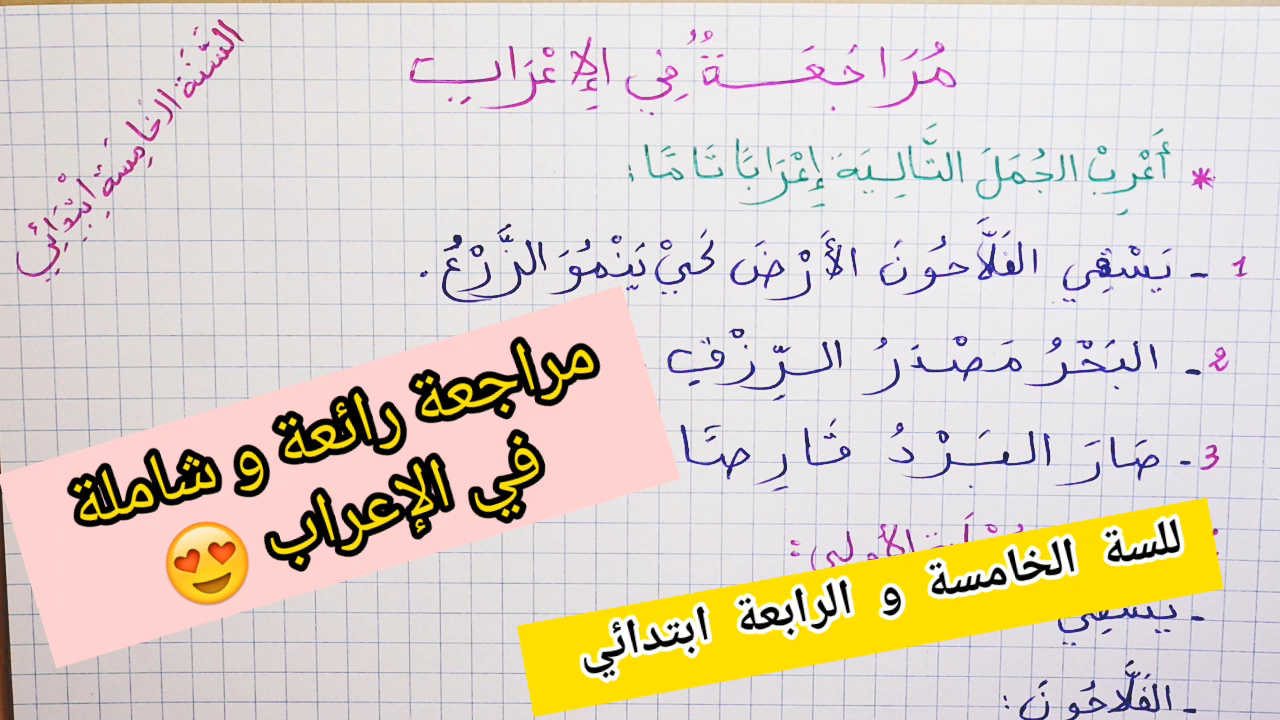 مُرَاجَعَةٌ فِي الإِعْرَابِ
السَّنَة الخَامِسَة ابْتِدَائِي
* أَعْرِبْ الجُمَلَ التَّالِيَةَ إِعْرَابًا تَامًّا:
1 - يَسْقِي الفَلَّاحُونَ الأَرْضَ كَيْ يَنْمُوَ الزَّرْعُ.
2 - البَحْرُ مَصْدَرُ الرِّزْقِ
3 - صَارَ البَرْدُ قَارِصًا
مراجعة رائعة و شاملة
في الإعراب 😍
الأولى:
للسة الخامسة و الرابعة ابتدائي
- يَسْقِي
- الفَلَّاحُونَ: